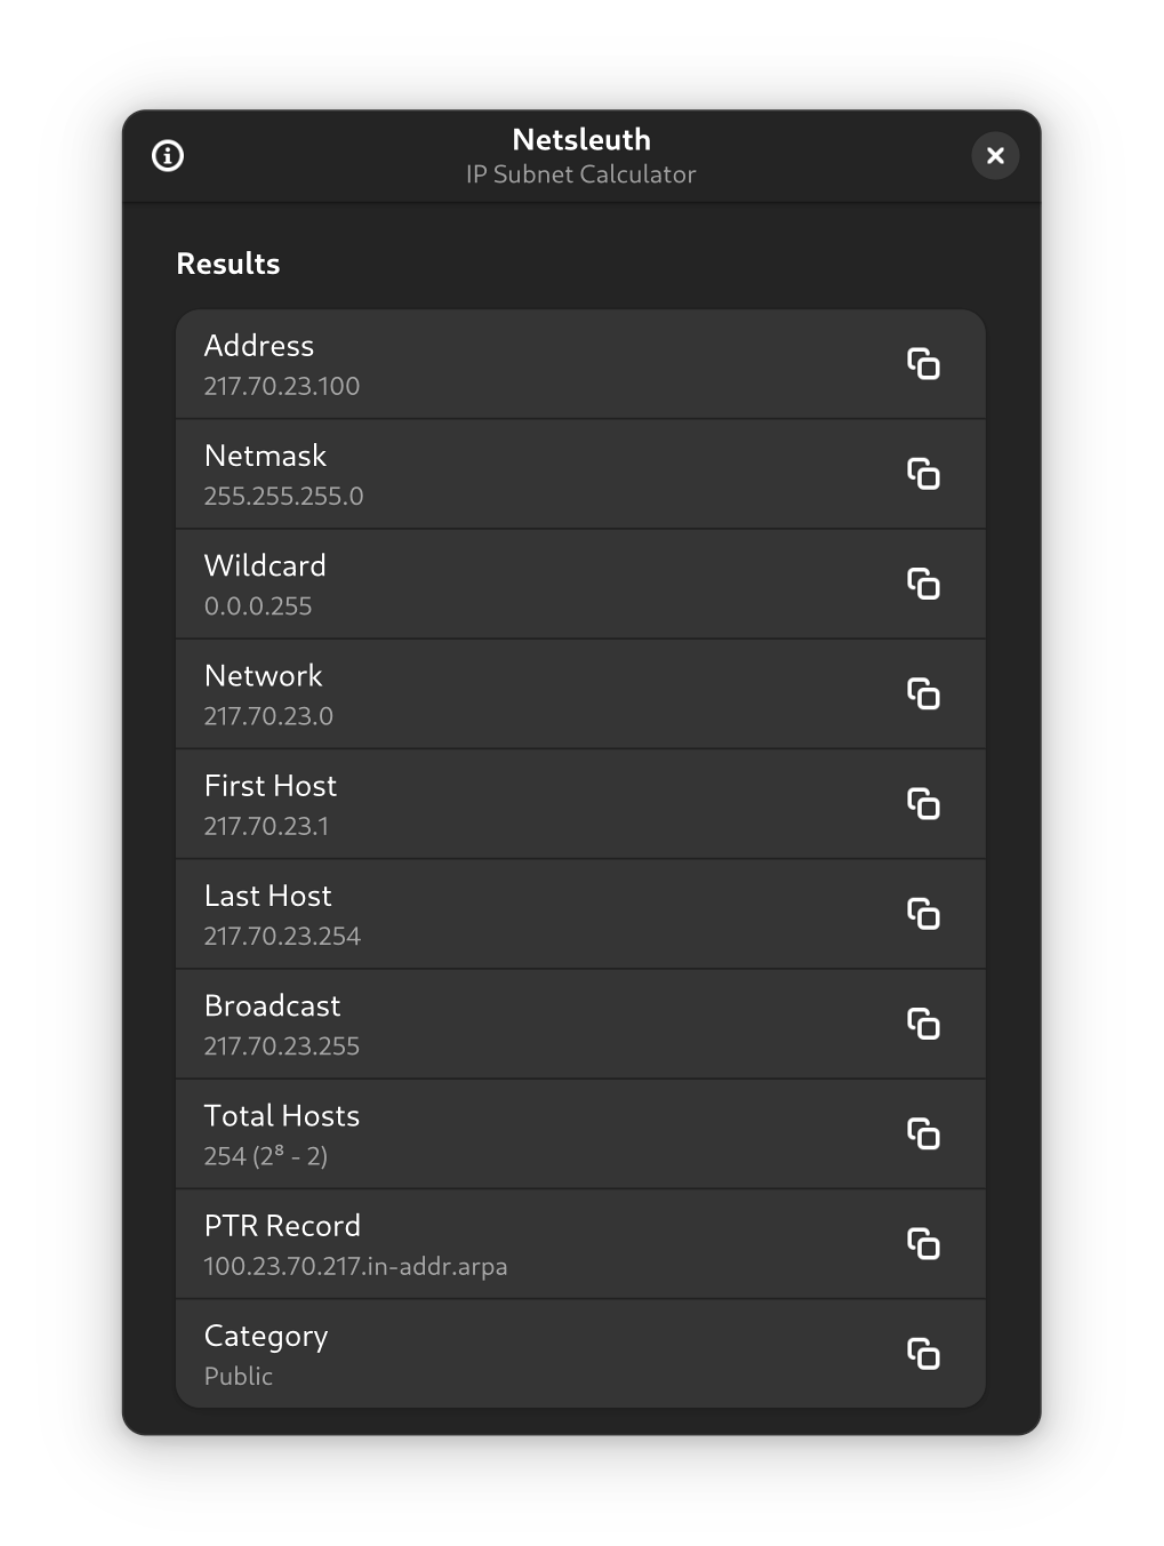 Netsleuth
IP Subnet Calculator
Results
Address
217.70.23.100
Netmask
255.255.255.0
Wildcard
0.0.0.255
Network
217.70.23.0
First Host
217.70.23.1
Last Host
217.70.23.254
Broadcast
217.70.23.255
Total Hosts
254 (2⁸ - 2)
PTR Record
100.23.70.217.in-addr.arpa
Category
Public